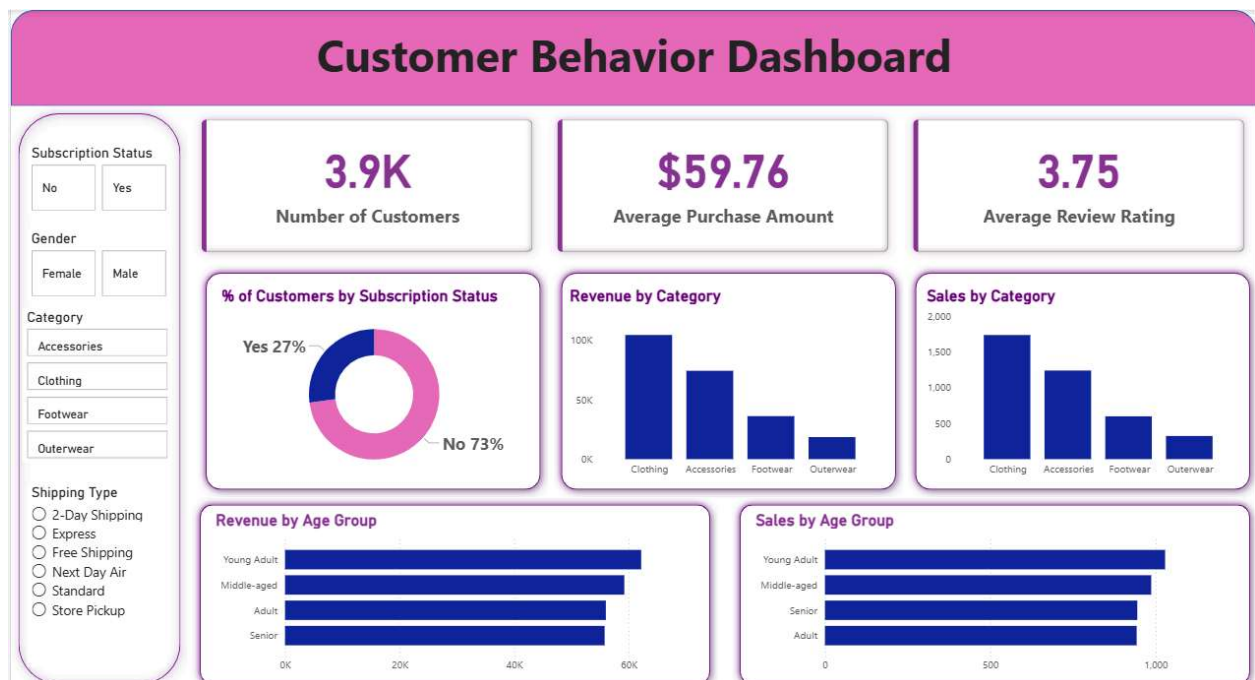 Customer Behavior Dashboard
Subscription Status
No Yes
Gender
Female Male
Category
Accessories
Clothing
Footwear
Outerwear
Shipping Type
2-Day Shipping
Express
Free Shipping
Next Day Air
Standard
Store Pickup
3.9K
Number of Customers
$59.76
Average Purchase Amount
3.75
Average Review Rating
% of Customers by Subscription Status
Yes 27%
No 73%
Revenue by Category
100K
50K
0K
Clothing Accessories Footwear Outerwear
Sales by Category
2,000
1,500
1,000
500
0
Clothing Accessories Footwear Outerwear
Revenue by Age Group
Young Adult
Middle-aged
Adult
Senior
0K 20K 40K 60K
Sales by Age Group
Young Adult
Middle-aged
Senior
Adult
0 500 1,000